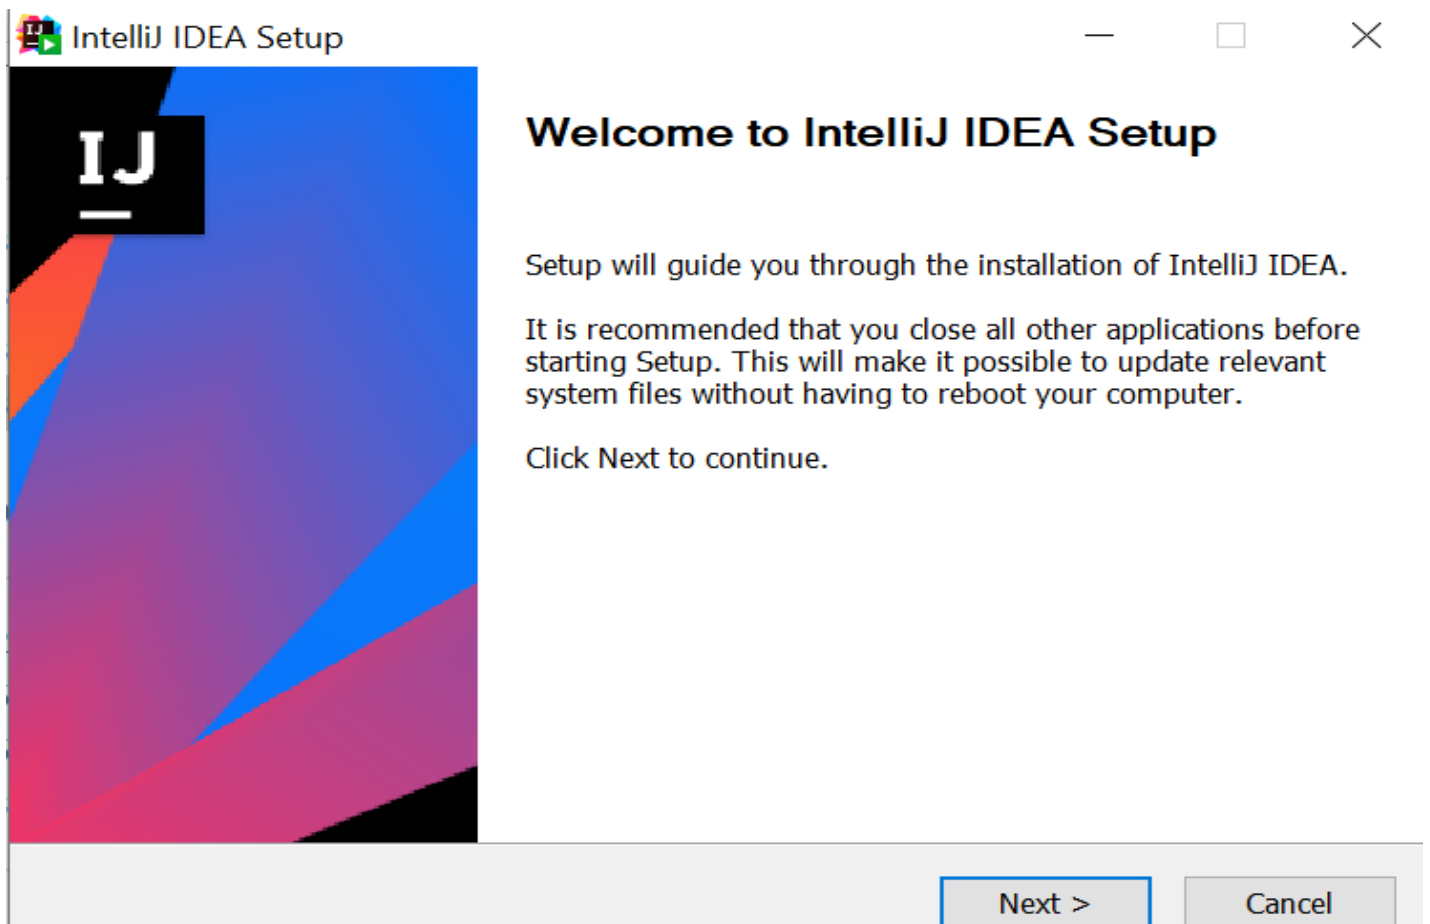 IntelliJ IDEA Setup
IJ
Welcome to IntelliJ IDEA Setup
Setup will guide you through the installation of IntelliJ IDEA.
It is recommended that you close all other applications before
starting Setup. This will make it possible to update relevant
system files without having to reboot your computer.
Click Next to continue.
Next >
Cancel